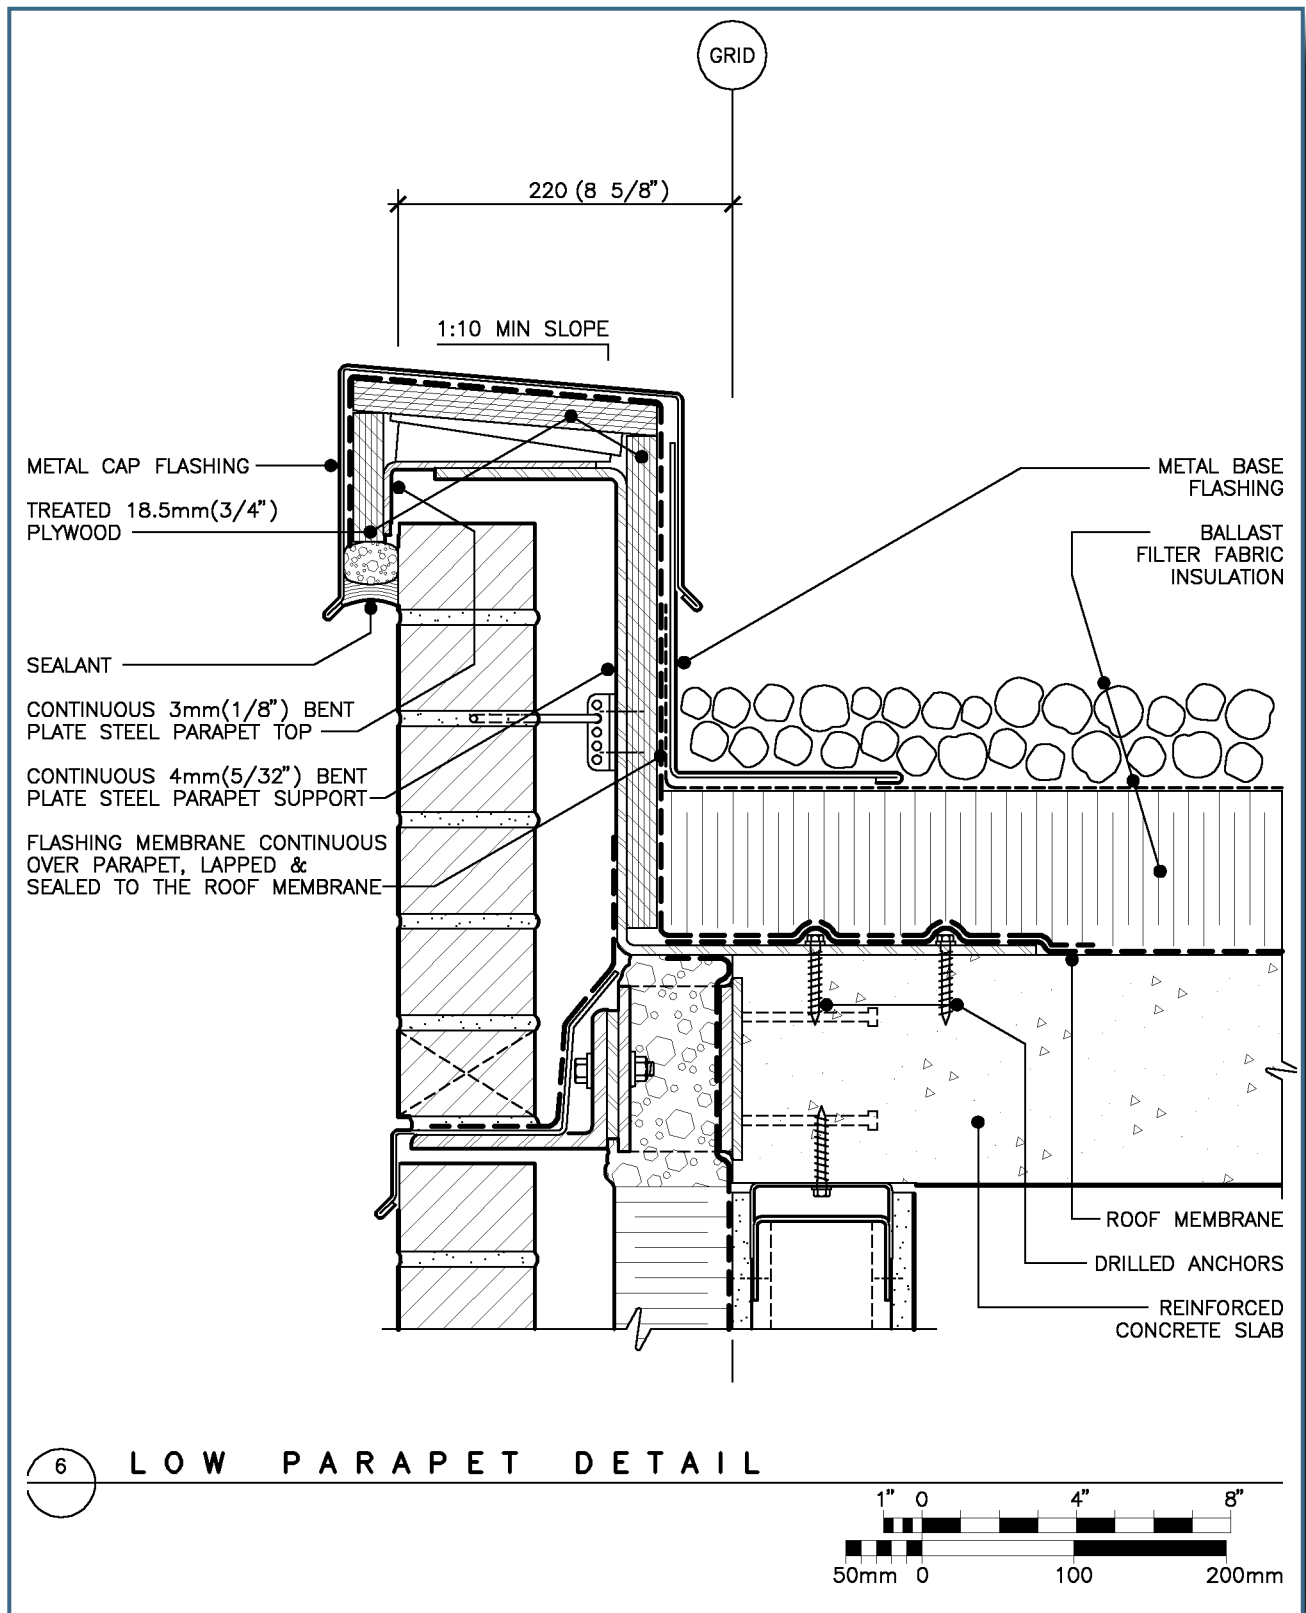 GRID
220 (8 5/8")
1:10 MIN SLOPE
METAL CAP FLASHING
TREATED 18.5mm(3/4")
PLYWOOD
SEALANT
CONTINUOUS 3mm(1/8") BENT
PLATE STEEL PARAPET TOP
CONTINUOUS 4mm(5/32") BENT
PLATE STEEL PARAPET SUPPORT
FLASHING MEMBRANE CONTINUOUS
OVER PARAPET, LAPPED &
SEALED TO THE ROOF MEMBRANE
METAL BASE
FLASHING
BALLAST
FILTER FABRIC
INSULATION
ROOF MEMBRANE
DRILLED ANCHORS
REINFORCED
CONCRETE SLAB
6 LOW PARAPET DETAIL
1" 0 4" 8"
50mm 0 100 200mm